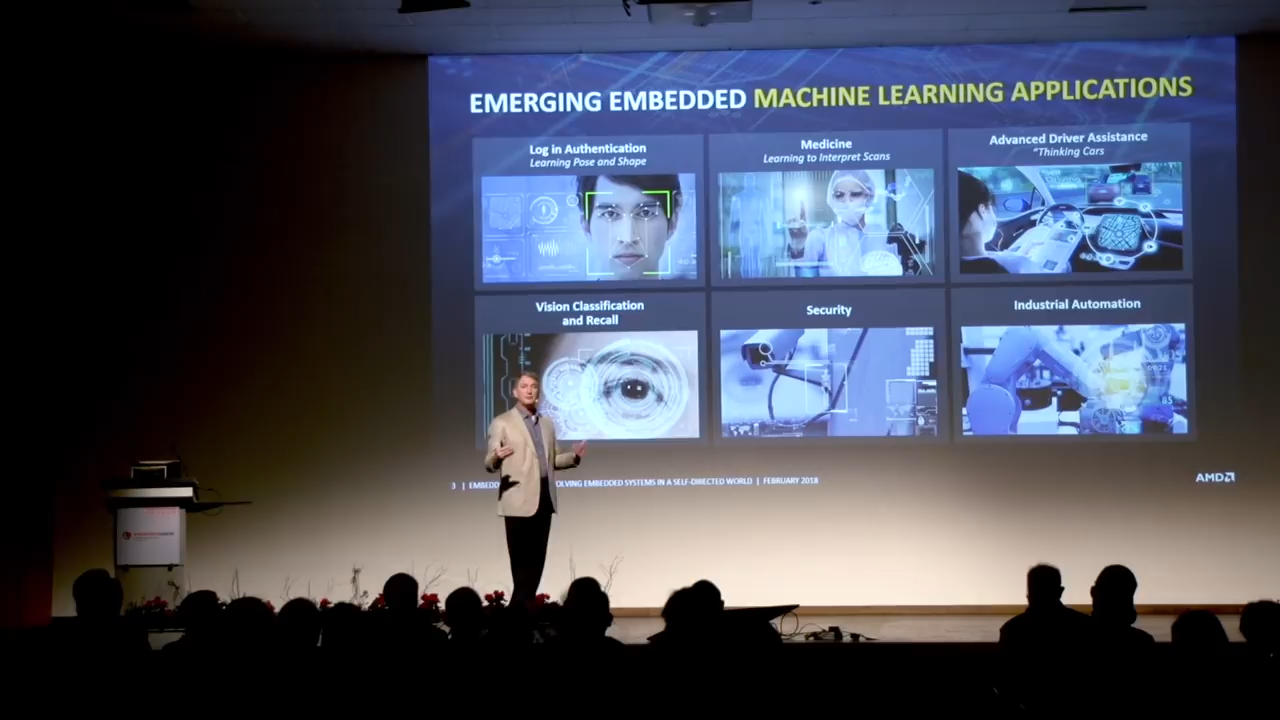 EMERGING EMBEDDED MACHINE LEARNING APPLICATIONS
Log in Authentication
Learning Pose and Shape
Medicine
Learning to Interpret Scans
Advanced Driver Assistance
"Thinking Cars
Vision Classification
and Recall
Security
Industrial Automation
3 | EMBEDD OLVING EMBEDDED SYSTEMS IN A SELF-DIRECTED WORLD | FEBRUARY 2018
AMD